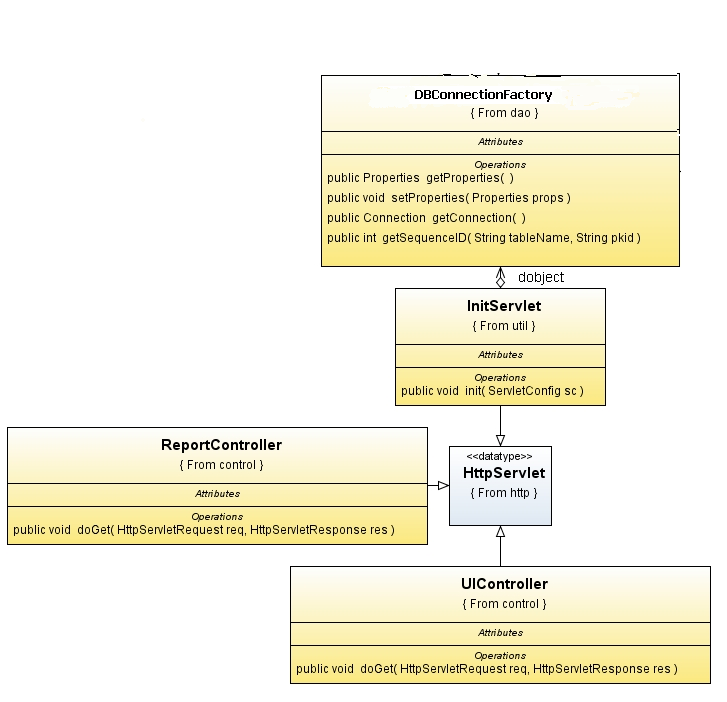 DBConnectionFactory
{ From dao }
Attributes
Operations
public Properties getProperties( )
public void setProperties( Properties props )
public Connection getConnection( )
public int getSequenceID( String tableName, String pkid )
dobject
InitServlet
{ From util }
Attributes
Operations
public void init( ServletConfig sc )
ReportController
{ From control }
Attributes
Operations
public void doGet( HttpServletRequest req, HttpServletResponse res )
<<datatype>>
HttpServlet
{ From http }
UIController
{ From control }
Attributes
Operations
public void doGet( HttpServletRequest req, HttpServletResponse res )